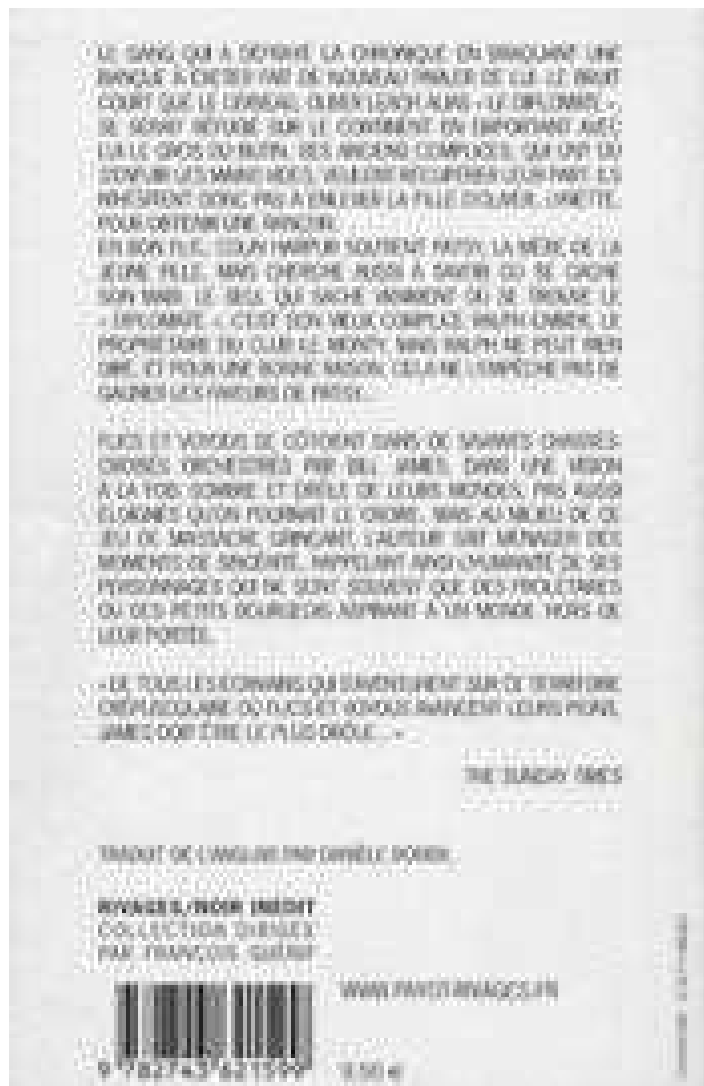 LE GANG QUI A DÉFRAYÉ LA CHRONIQUE EN BRAQUANT UNE
BANQUE À EXETER FAIT DE NOUVEAU PARLER DE LUI. LE BRUIT
COURT QUE LE CERVEAU, OLIVER LEACH ALIAS « LE DIPLOMATE »,
SE SERAIT RÉFUGIÉ SUR LE CONTINENT EN EMPORTANT AVEC
LUI LE GROS DU BUTIN. SES ANCIENS COMPLICES, QUI ONT DÛ
S'ENFUIR LES MAINS VIDES, VEULENT RÉCUPÉRER LEUR PART. ILS
N'HÉSITENT DONC PAS À ENLEVER LA FILLE D'OLIVER, LYNETTE,
POUR OBTENIR UNE RANÇON.
EN BON FLIC, COLIN HARPUR SOUTIENT PATSY, LA MÈRE DE LA
JEUNE FILLE, MAIS CHERCHE AUSSI À SAVOIR OÙ SE CACHE
SON MARI. LE SEUL QUI SACHE VRAIMENT OÙ SE TROUVE LE
« DIPLOMATE », C'EST SON VIEUX COMPLICE RALPH EMBER, LE
PROPRIÉTAIRE DU CLUB LE MONTY. MAIS RALPH NE PEUT RIEN
DIRE, ET POUR UNE BONNE RAISON. CELA NE L'EMPÊCHE PAS DE
GAGNER LES FAVEURS DE PATSY...
FLICS ET VOYOUS SE CÔTOIENT DANS DE SAVANTS CHASSÉS-
CROISÉS ORCHESTRÉS PAR BILL JAMES, DANS UNE VISION
À LA FOIS SOMBRE ET DRÔLE DE LEURS MONDES, PAS AUSSI
ÉLOIGNÉS QU'ON POURRAIT LE CROIRE. MAIS AU MILIEU DE CE
JEU DE MASSACRE GRINÇANT, L'AUTEUR SAIT MÉNAGER DES
MOMENTS DE SINCÉRITÉ, RAPPELANT AINSI L'HUMANITÉ DE SES
PERSONNAGES QUI NE SONT SOUVENT QUE DES PROLÉTAIRES
OU DES PETITS BOURGEOIS ASPIRANT À UN MONDE HORS DE
LEUR PORTÉE.
« DE TOUS LES ÉCRIVAINS QUI S'AVENTURENT SUR CE TERRITOIRE
CRÉPUSCULAIRE OÙ FLICS ET VOYOUS AVANCENT LEURS PIONS,
JAMES DOIT ÊTRE LE PLUS DRÔLE... »
THE SUNDAY TIMES
TRADUIT DE L'ANGLAIS PAR DANIÈLE
RIVAGES/NOIR INÉDIT
COLLECTION DIRIGÉE
PAR FRANÇOIS GUÉRIF
WWW.PAYOT-RIVAGES.FR
9 782743 621599
9.50 €